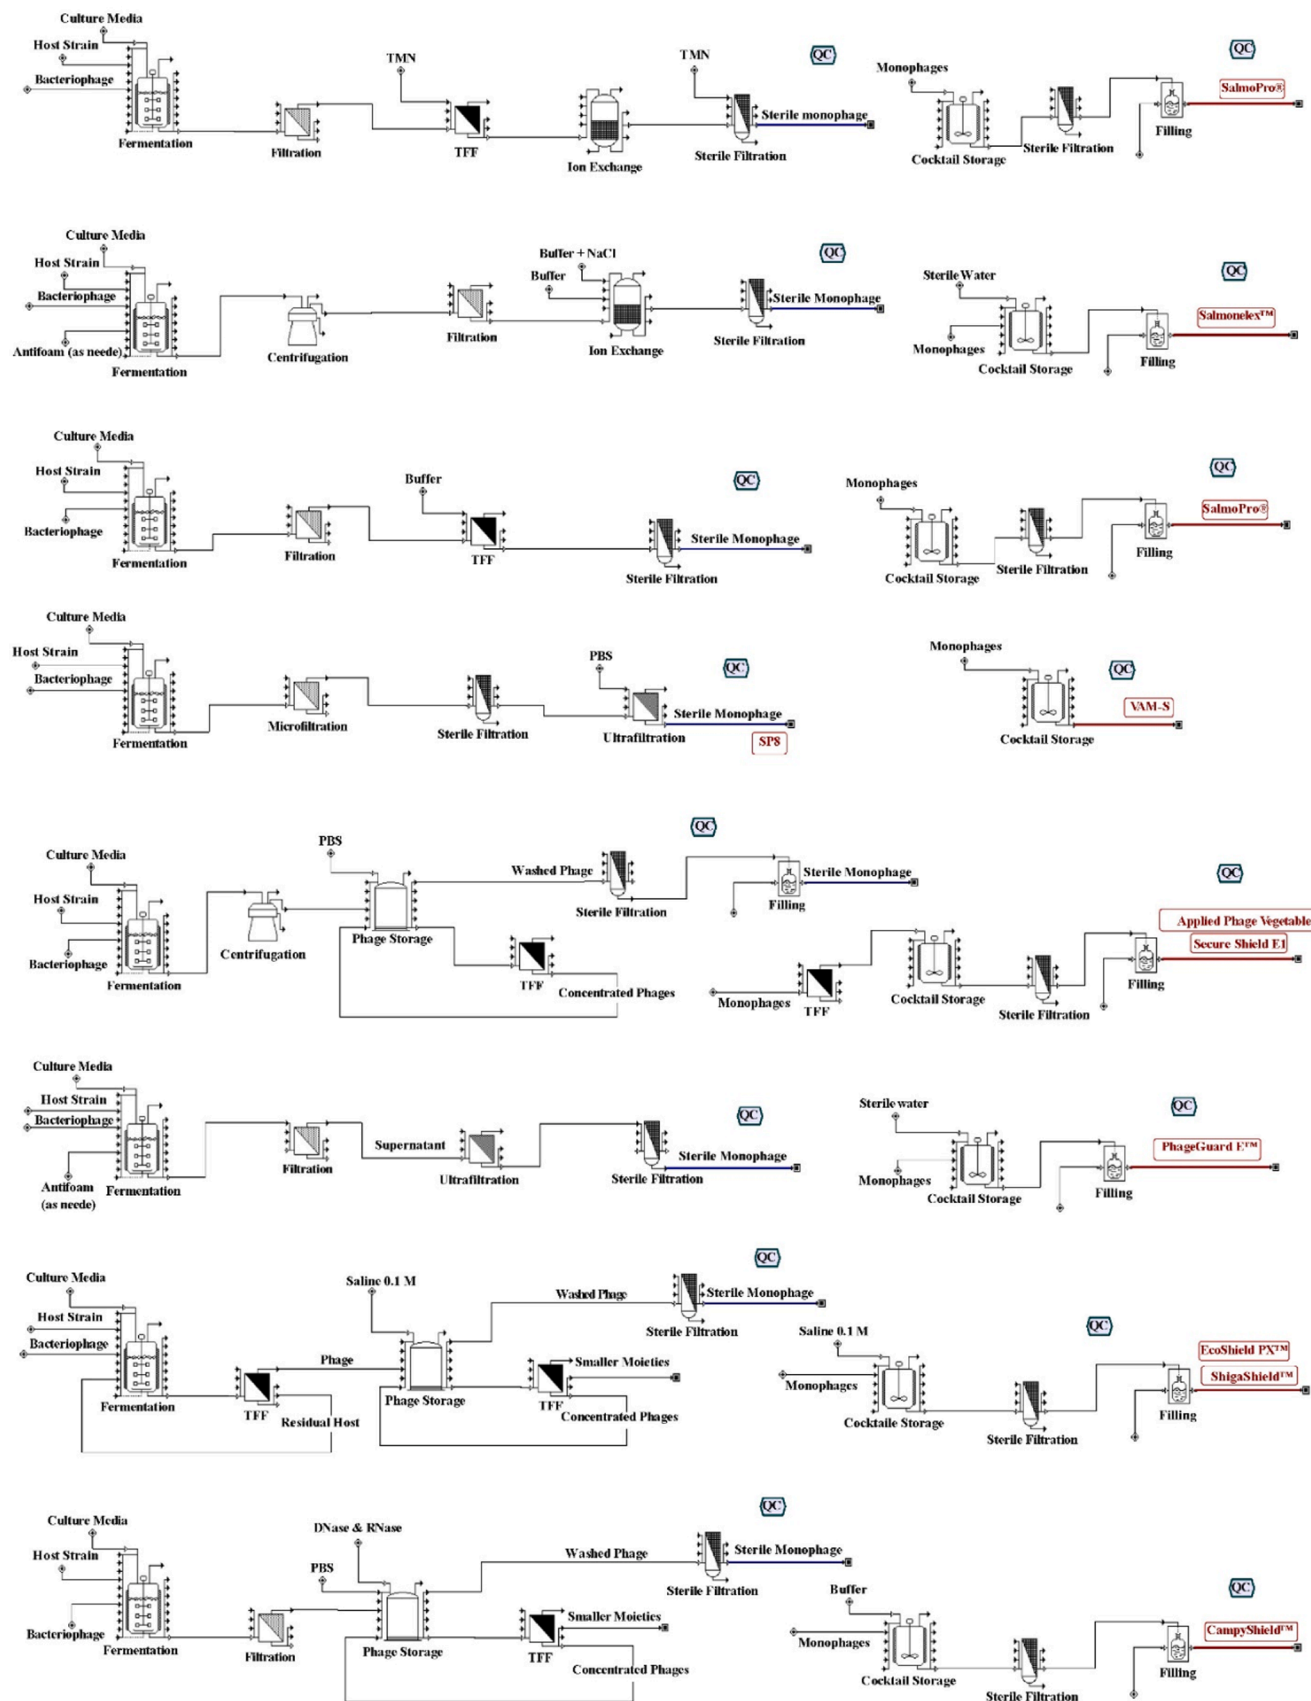 Culture Media
Host Strain
Bacteriophage
Fermentation
Filtration
TMN
TFF
Ion Exchange
TMN
QC
Sterile monophage
Sterile Filtration
Monophages
Cocktail Storage
Sterile Filtration
QC
SalmoPro®
Filling
Culture Media
Host Strain
Bacteriophage
Antifoam (as neede)
Fermentation
Centrifugation
Filtration
Buffer + NaCl
Buffer
Ion Exchange
QC
Sterile Monophage
Sterile Filtration
Sterile Water
Monophages
Cocktail Storage
QC
Salmonelex™
Filling
Culture Media
Host Strain
Bacteriophage
Fermentation
Filtration
Buffer
TFF
QC
Sterile Monophage
Sterile Filtration
Monophages
Cocktail Storage
Sterile Filtration
QC
SalmoPro®
Filling
Culture Media
Host Strain
Bacteriophage
Fermentation
Microfiltration
Sterile Filtration
PBS
Ultrafiltration
QC
Sterile Monophage
SP8
Monophages
Cocktail Storage
QC
VAM-S
Culture Media
Host Strain
Bacteriophage
Fermentation
Centrifugation
PBS
Phage Storage
Washed Phage
TFF
Concentrated Phages
Sterile Filtration
QC
Sterile Monophage
Filling
Monophages
TFF
Cocktail Storage
Sterile Filtration
QC
Applied Phage Vegetable
Secure Shield E1
Filling
Culture Media
Host Strain
Bacteriophage
Antifoam
(as neede)
Fermentation
Filtration
Supernatant
Ultrafiltration
QC
Sterile Monophage
Sterile Filtration
Sterile water
Monophages
Cocktail Storage
QC
PhageGuard E™
Filling
Culture Media
Host Strain
Bacteriophage
Fermentation
TFF
Phage
Residual Host
Saline 0.1 M
Phage Storage
Washed Phage
TFF
Smaller Moieties
Concentrated Phages
QC
Sterile Monophage
Sterile Filtration
Saline 0.1 M
Monophages
Cocktaile Storage
Sterile Filtration
QC
EcoShield PX™
ShigaShield™
Filling
Culture Media
Host Strain
Bacteriophage
Fermentation
Filtration
DNase & RNase
PBS
Phage Storage
Washed Phage
TFF
Smaller Moieties
Concentrated Phages
QC
Sterile Monophage
Sterile Filtration
Buffer
Monophages
Cocktail Storage
Sterile Filtration
QC
CampyShield™
Filling